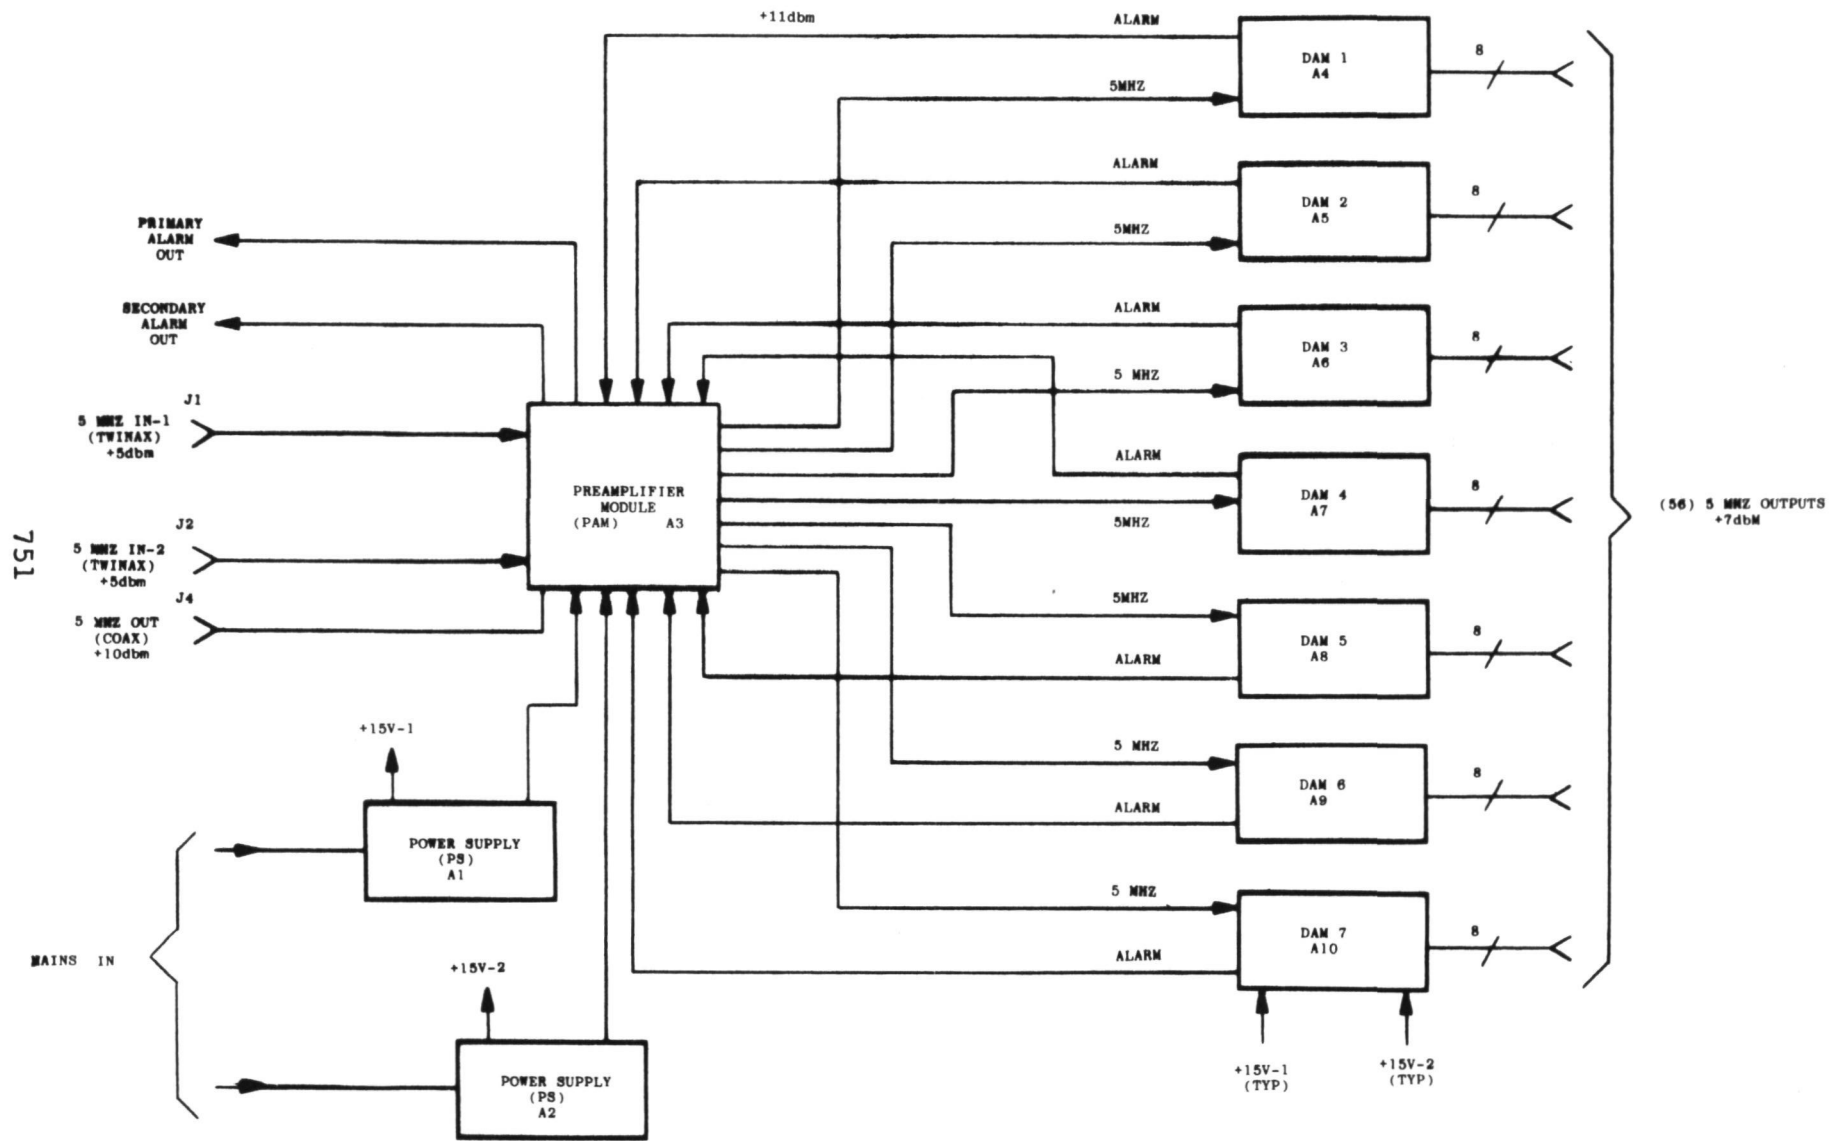 +11dbm
ALARM
DAM 1
A4
8
5MHZ
ALARM
DAM 2
A5
8
5MHZ
PRIMARY
ALARM
OUT
SECONDARY
ALARM
OUT
ALARM
DAM 3
A6
8
5 MHZ
J1
5 MHZ IN-1
(TWINAX)
+5dbm
PREAMPLIFIER
MODULE
(PAM) A3
ALARM
DAM 4
A7
8
5MHZ
(56) 5 MHZ OUTPUTS
+7dbM
J2
5 MHZ IN-2
(TWINAX)
+5dbm
751
J4
5 MHZ OUT
(COAX)
+10dbm
5MHZ
DAM 5
A8
8
ALARM
+15V-1
POWER SUPPLY
(PS)
A1
5 MHZ
DAM 6
A9
8
ALARM
MAINS IN
5 MHZ
DAM 7
A10
8
ALARM
+15V-2
POWER SUPPLY
(PS)
A2
+15V-1
(TYP)
+15V-2
(TYP)